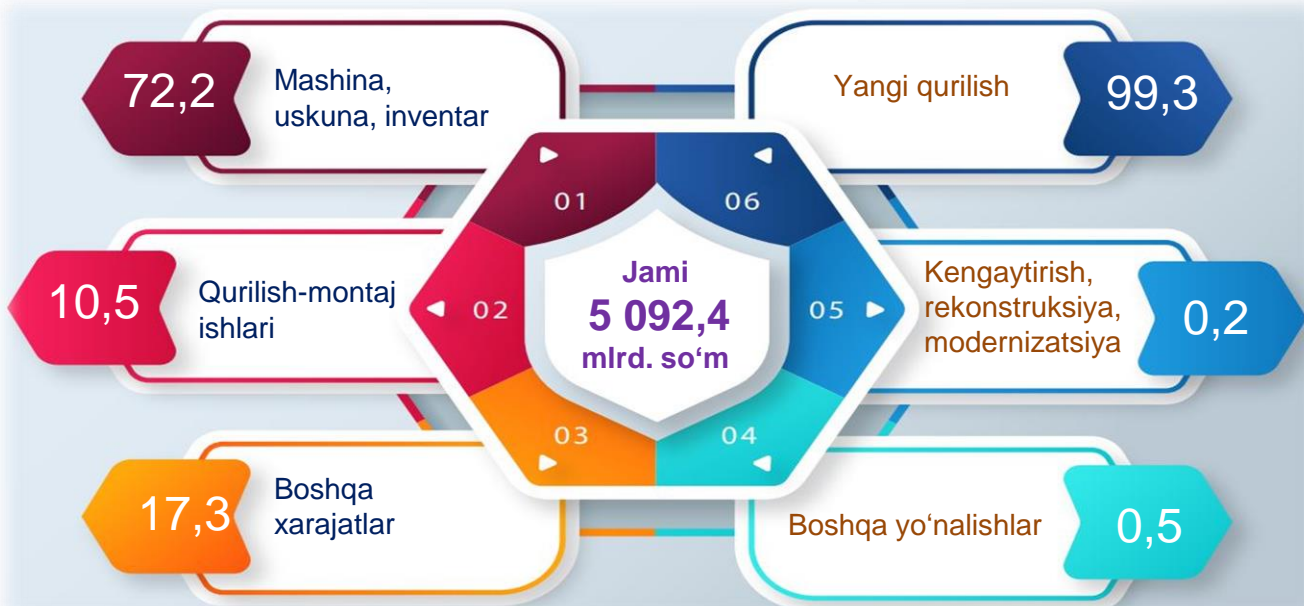 72,2
Mashina,
uskuna, inventar
Yangi qurilish
99,3
01
06
10,5
Qurilish-montaj
ishlari
02
Jami
5 092,4
mlrd. so‘m
05
Kengaytirish,
rekonstruksiya,
modernizatsiya
0,2
17,3
Boshqa
xarajatlar
03
04
Boshqa yo‘nalishlar
0,5